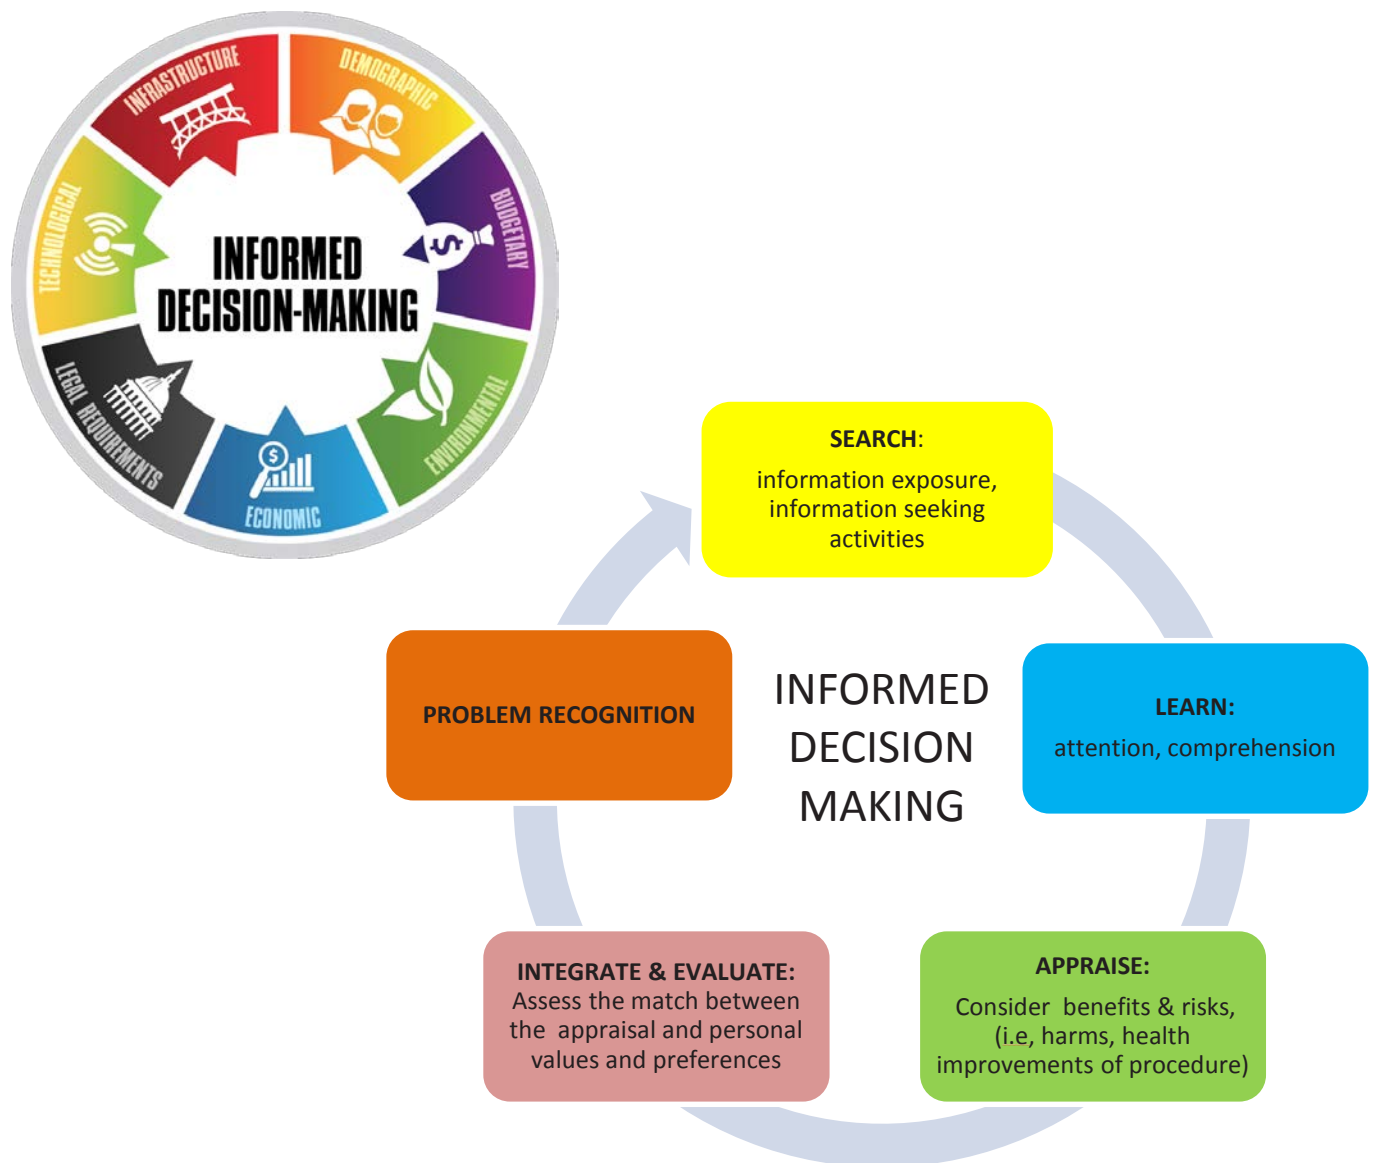 INFRASTRUCTURE
DEMOGRAPHIC
BUDGETARY
ENVIRONMENTAL
ECONOMIC
LEGAL REQUIREMENTS
TECHNOLOGICAL
INFORMED
DECISION-MAKING
SEARCH:
information exposure,
information seeking
activities
LEARN:
attention, comprehension
APPRAISE:
Consider benefits & risks,
(i.e, harms, health
improvements of procedure)
INTEGRATE & EVALUATE:
Assess the match between
the appraisal and personal
values and preferences
PROBLEM RECOGNITION
INFORMED
DECISION
MAKING